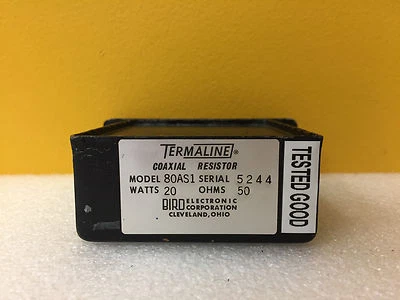 TERMALINE®
COAXIAL RESISTOR
MODEL 80AS1 SERIAL 5244
WATTS 20 OHMS 50
BIRD ELECTRONIC CORPORATION
CLEVELAND, OHIO
TESTED GOOD